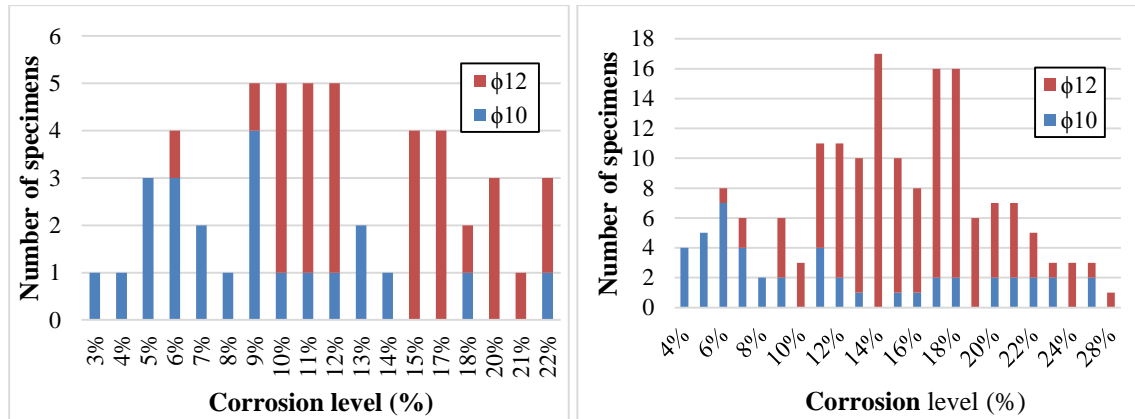 6
5
4
3
2
1
0
Number of specimens
ϕ12
ϕ10
3% 4% 5% 6% 7% 8% 9% 10% 11% 12% 13% 14% 15% 17% 18% 20% 21% 22%
Corrosion level (%)
18
16
14
12
10
8
6
4
2
0
Number of specimens
ϕ12
ϕ10
4% 6% 8% 10% 12% 14% 16% 18% 20% 22% 24% 28%
Corrosion level (%)